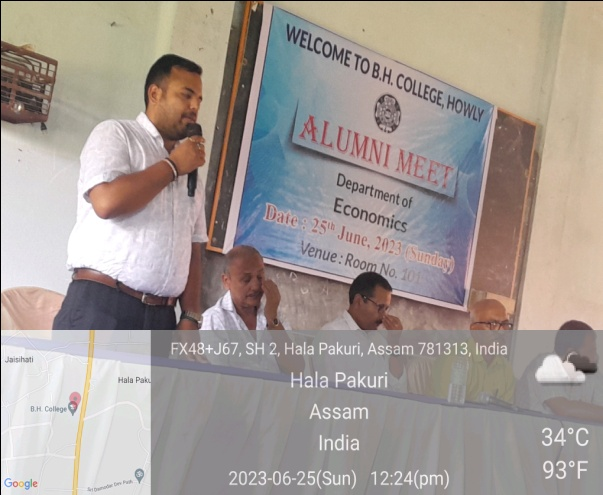 WELCOME TO B.H. COLLEGE, HOWLY
ALUMNI MEET
Department of
Economics
Date : 25th June, 2023 (Sunday)
Venue : Room No. 101
FX48+J67, SH 2, Hala Pakuri, Assam 781313, India
Hala Pakuri
Assam
India
2023-06-25(Sun) 12:24(pm)
34°C
93°F
Jaisihati
Hala Paku
B.H. College
Google